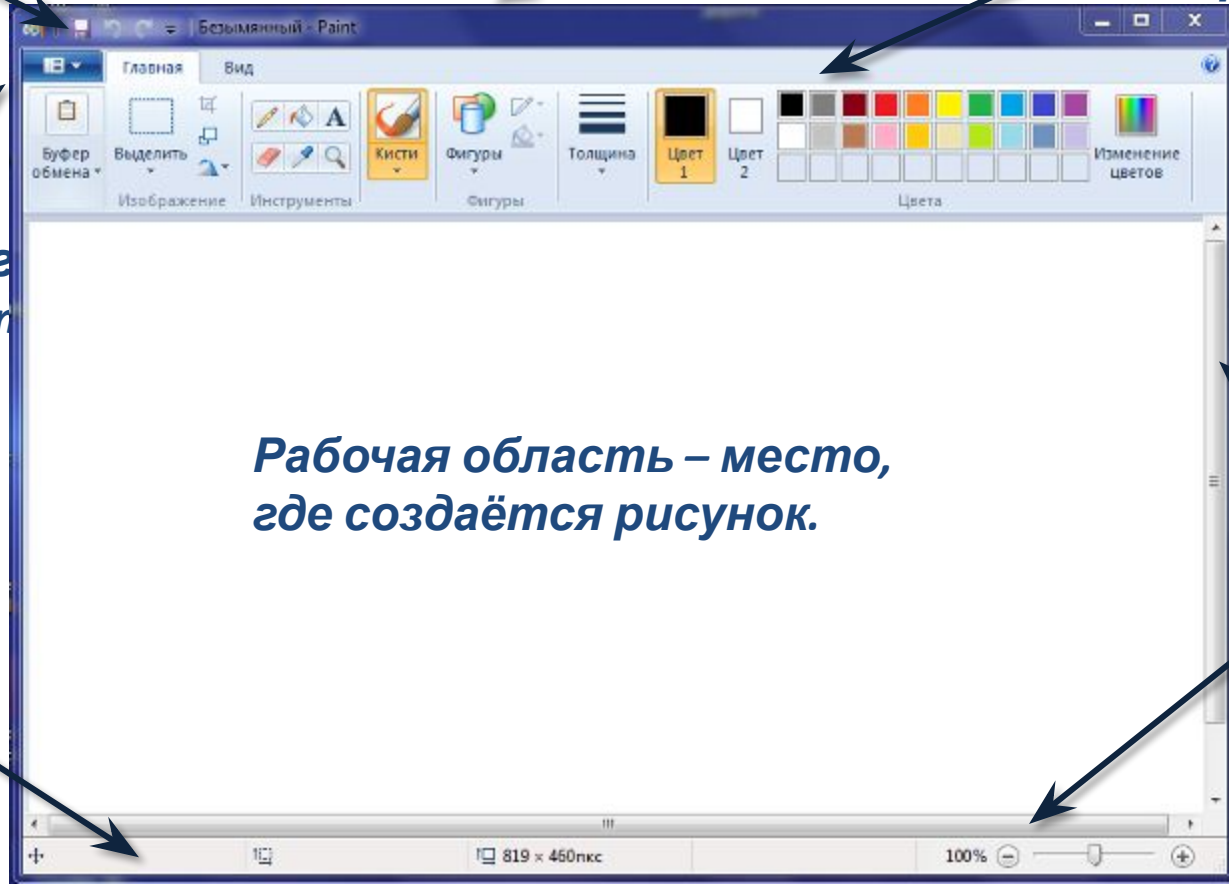 Безымянный - Paint
Главная Вид
Буфер обмена
Выделить
Кисти
Фигуры
Толщина
Цвет 1
Цвет 2
Изменение цветов
Изображение Инструменты Фигуры Цвета
Рабочая область – место,
где создаётся рисунок.
819 × 460пкс 100%